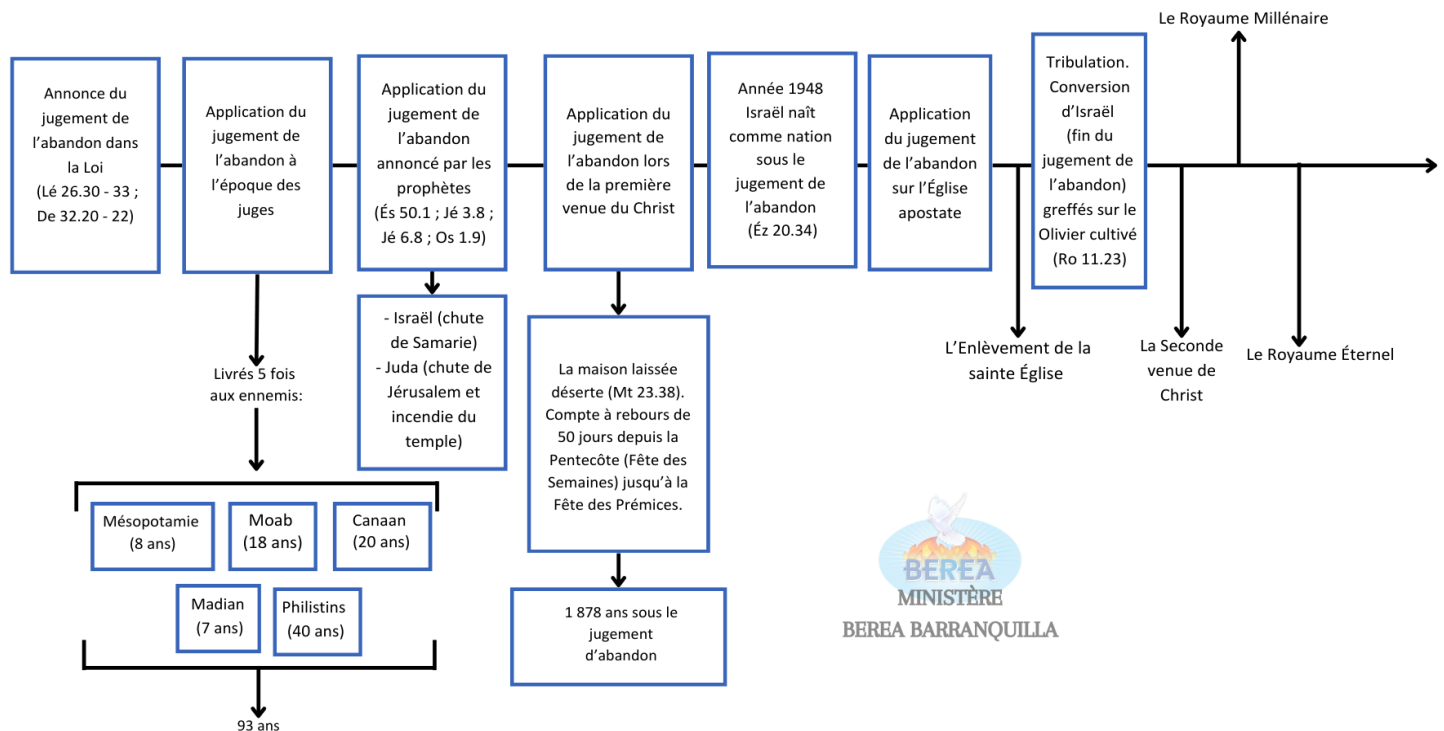 Le Royaume Millénaire
Annonce du
jugement de
l’abandon dans
la Loi
(Lé 26.30 - 33 ;
De 32.20 - 22)
Application du
jugement de
l’abandon à
l’époque des
juges
Application du
jugement de
l’abandon
annoncé par les
prophètes
(És 50.1 ; Jé 3.8 ;
Jé 6.8 ; Os 1.9)
Application du
jugement de
l’abandon lors
de la première
venue du Christ
Année 1948
Israël naît
comme nation
sous le
jugement de
l’abandon
(Éz 20.34)
Application
du jugement
de l’abandon
sur l’Église
apostate
Tribulation.
Conversion
d’Israël
(fin du
jugement de
l’abandon)
greffés sur le
Olivier cultivé
(Ro 11.23)
L’Enlèvement de la
sainte Église
La Seconde
venue de
Christ
Le Royaume Éternel
Livrés 5 fois
aux ennemis:
- Israël (chute
de Samarie)
- Juda (chute de
Jérusalem et
incendie du
temple)
La maison laissée
déserte (Mt 23.38).
Compte à rebours de
50 jours depuis la
Pentecôte (Fête des
Semaines) jusqu’à la
Fête des Prémices.
Mésopotamie
(8 ans)
Moab
(18 ans)
Canaan
(20 ans)
Madian
(7 ans)
Philistins
(40 ans)
93 ans
1 878 ans sous le
jugement
d’abandon
BEREA
MINISTÈRE
BEREA BARRANQUILLA